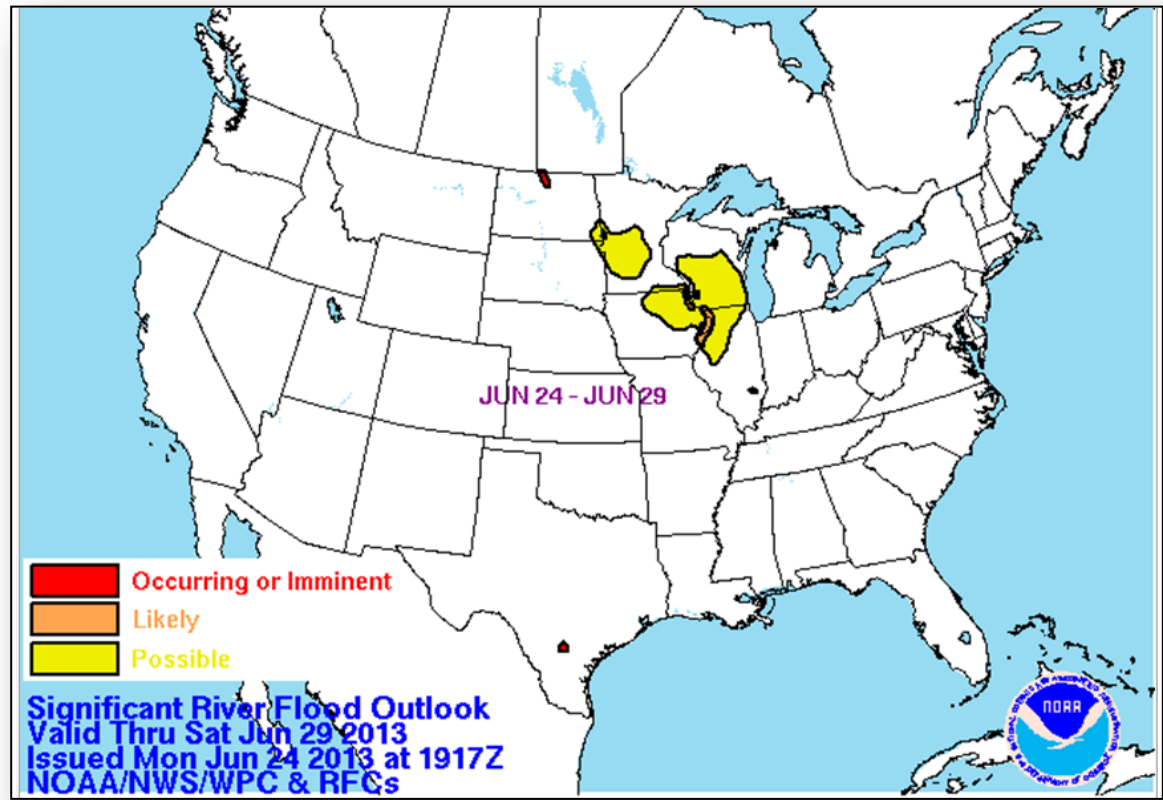 JUN 24 - JUN 29
Occurring or Imminent
Likely
Possible
Significant River Flood Outlook
Valid Thru Sat Jun 29 2013
Issued Mon Jun 24 2013 at 1917Z
NOAA/NWS/WPC & RFCs
NOAA